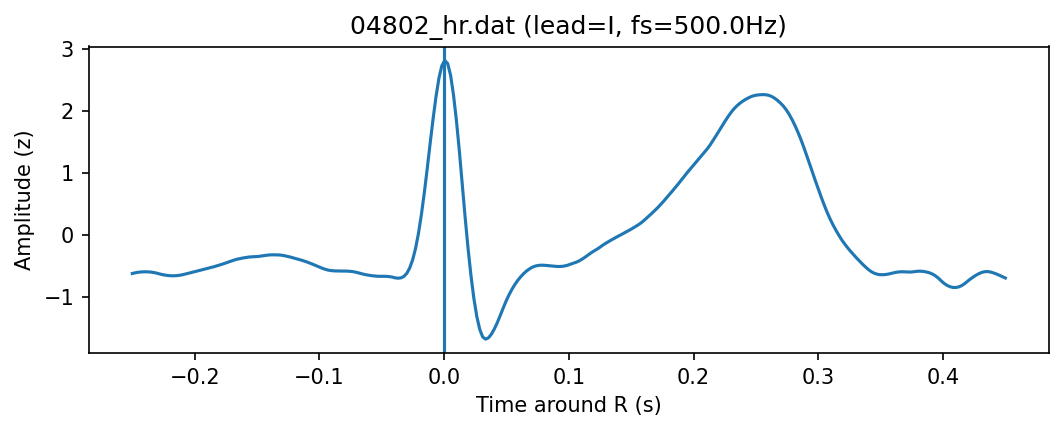 04802_hr.dat (lead=I, fs=500.0Hz)
Amplitude (z)
3
2
1
0
−1
−0.2 −0.1 0.0 0.1 0.2 0.3 0.4
Time around R (s)